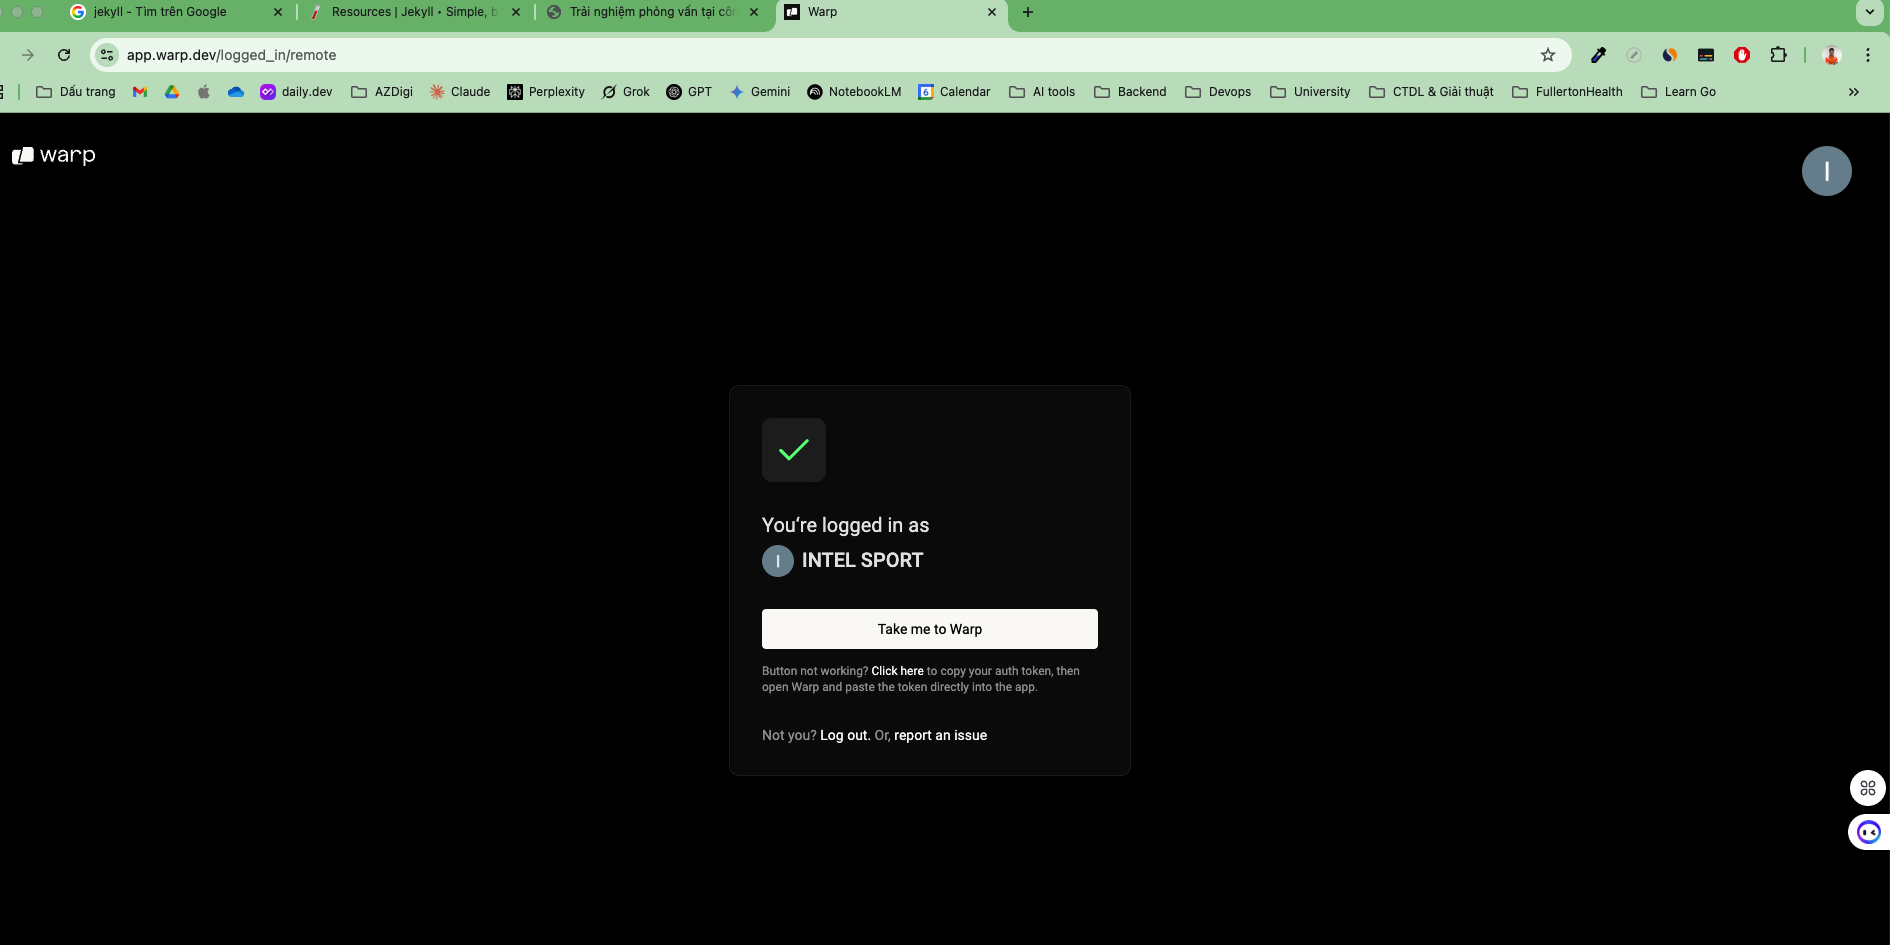 jekyll - Tìm trên Google
Resources | Jekyll • Simple, b
Trải nghiệm phỏng vấn tại côn
Warp
app.warp.dev/logged_in/remote
Dấu trang
daily.dev
AZDigi
Claude
Perplexity
Grok
GPT
Gemini
NotebookLM
6
Calendar
AI tools
Backend
Devops
University
CTDL & Giải thuật
FullertonHealth
Learn Go
warp
I
You're logged in as
I INTEL SPORT
Take me to Warp
Button not working? Click here to copy your auth token, then
open Warp and paste the token directly into the app.
Not you? Log out. Or, report an issue